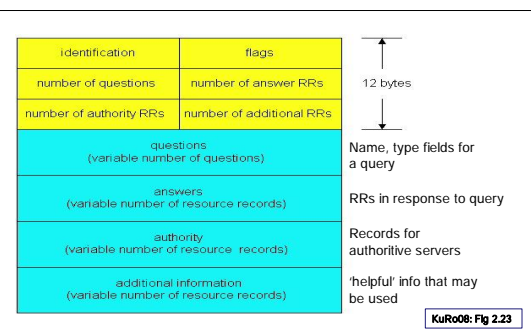 identification flags
number of questions number of answer RRs 12 bytes
number of authority RRs number of additional RRs
questions
(variable number of questions)
Name, type fields for
a query
answers
(variable number of resource records)
RRs in response to query
authority
(variable number of resource records)
Records for
authoritive servers
additional information
(variable number of resource records)
'helpful' info that may
be used
KuRo08: Fig 2.23